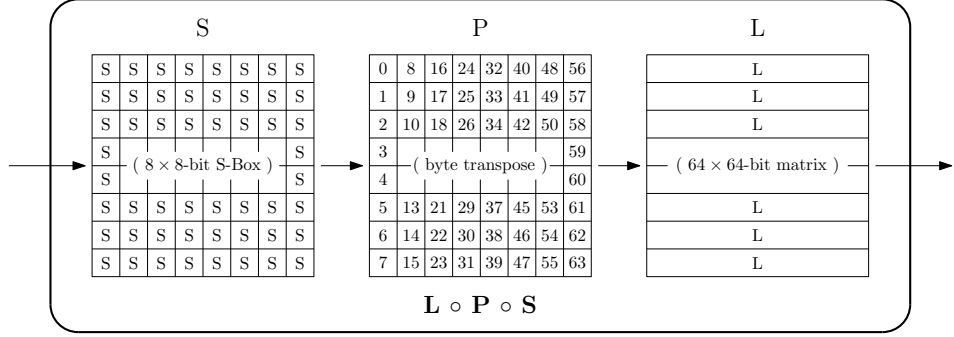 S P L
S S S S S S S S 0 8 16 24 32 40 48 56 L
S S S S S S S S 1 9 17 25 33 41 49 57 L
S S S S S S S S 2 10 18 26 34 42 50 58 L
S S 3 59
( 8 × 8-bit S-Box ) ( byte transpose ) ( 64 × 64-bit matrix )
S S 4 60
S S S S S S S S 5 13 21 29 37 45 53 61 L
S S S S S S S S 6 14 22 30 38 46 54 62 L
S S S S S S S S 7 15 23 31 39 47 55 63 L
L ∘ P ∘ S